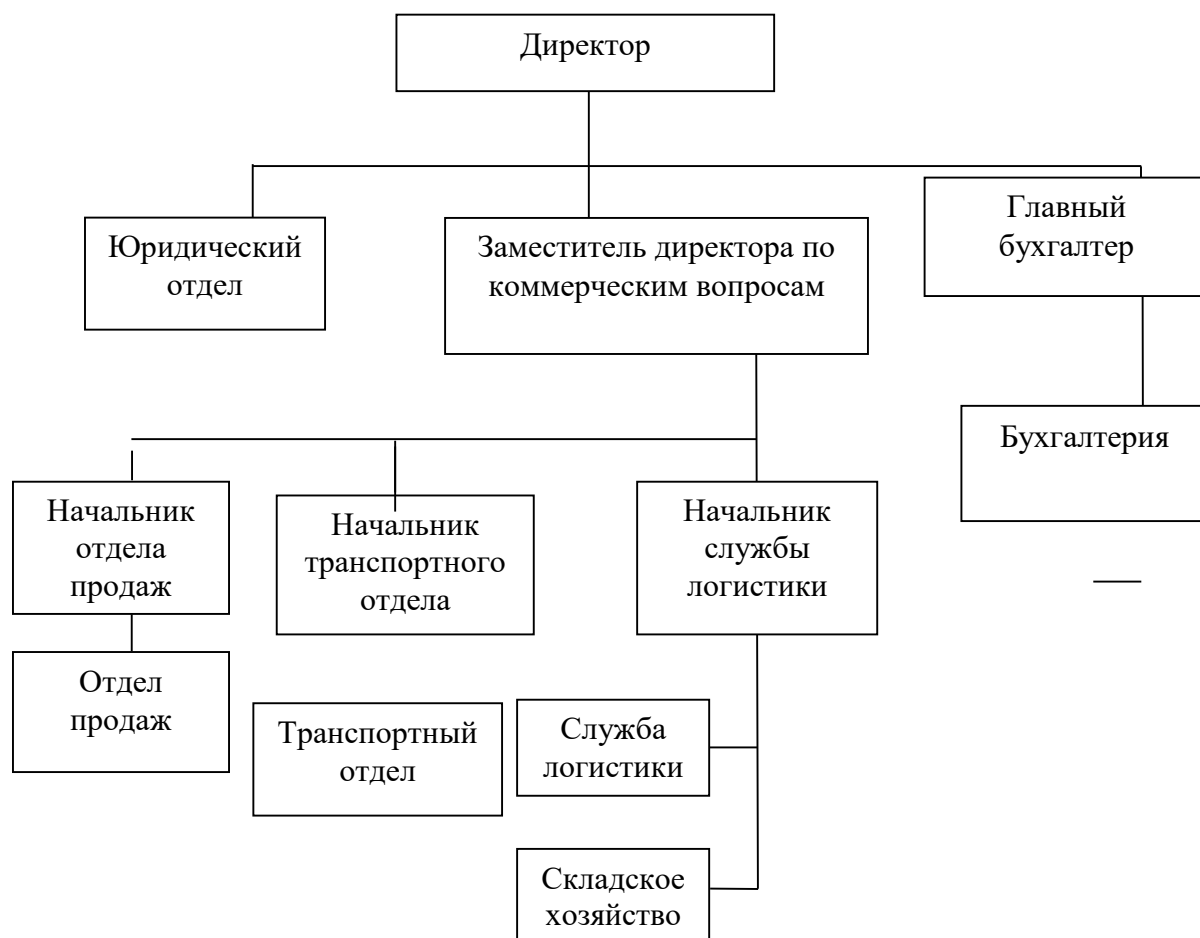 Директор
Юридический
отдел
Заместитель директора по
коммерческим вопросам
Главный
бухгалтер
Бухгалтерия
Начальник
отдела
продаж
Начальник
транспортного
отдела
Начальник
службы
логистики
Отдел
продаж
Транспортный
отдел
Служба
логистики
Складское
хозяйство